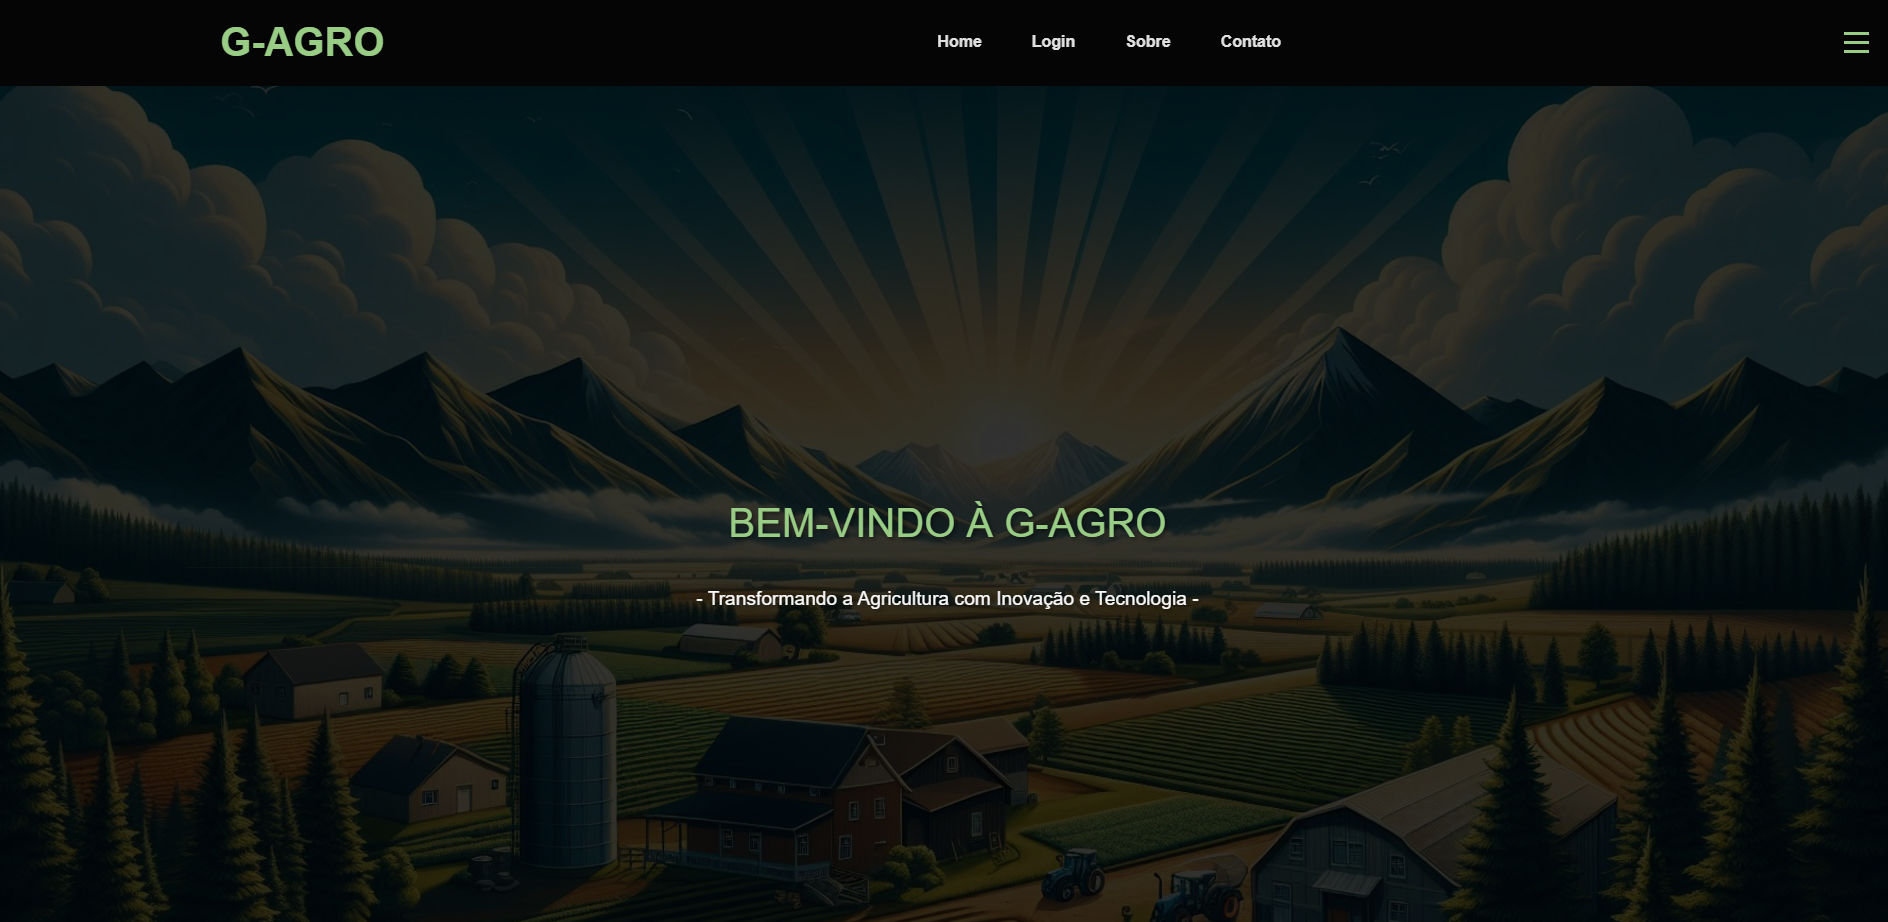 G-AGRO
Home Login Sobre Contato
BEM-VINDO À G-AGRO
- Transformando a Agricultura com Inovação e Tecnologia -